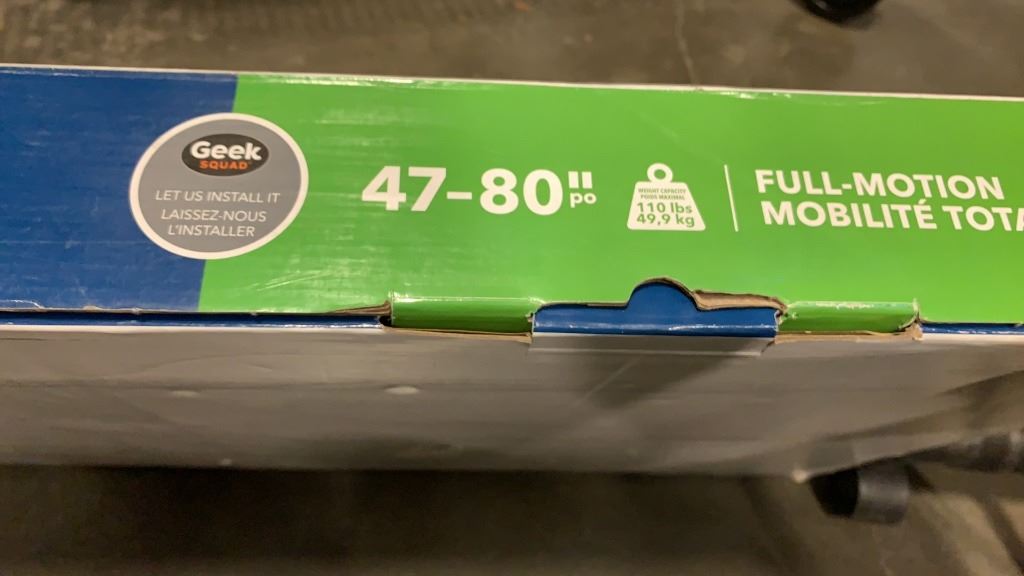 Geek
SQUAD
LET US INSTALL IT
LAISSEZ-NOUS
L'INSTALLER
47-80" po
WEIGHT CAPACITY
POIDS MAXIMAL
110 lbs
49,9 kg
FULL-MOTION
MOBILITÉ TOTA